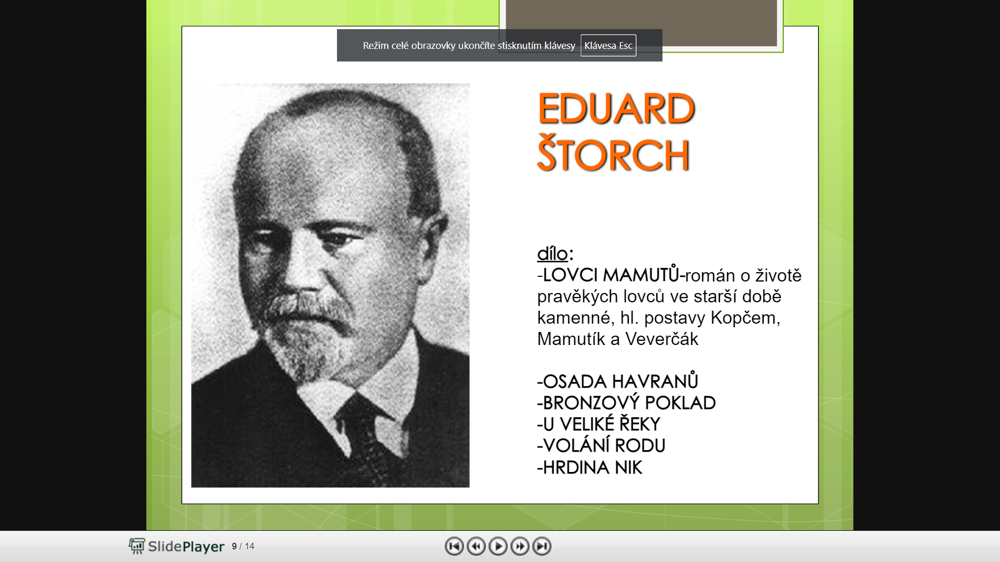 Režim celé obrazovky ukončíte stisknutím klávesy Klávesa Esc
EDUARD
ŠTORCH
dílo:
-LOVCI MAMUTŮ-román o životě
pravěkých lovců ve starší době
kamenné, hl. postavy Kopčem,
Mamutík a Veverčák
-OSADA HAVRANŮ
-BRONZOVÝ POKLAD
-U VELIKÉ ŘEKY
-VOLÁNÍ RODU
-HRDINA NIK
SlidePlayer 9 / 14